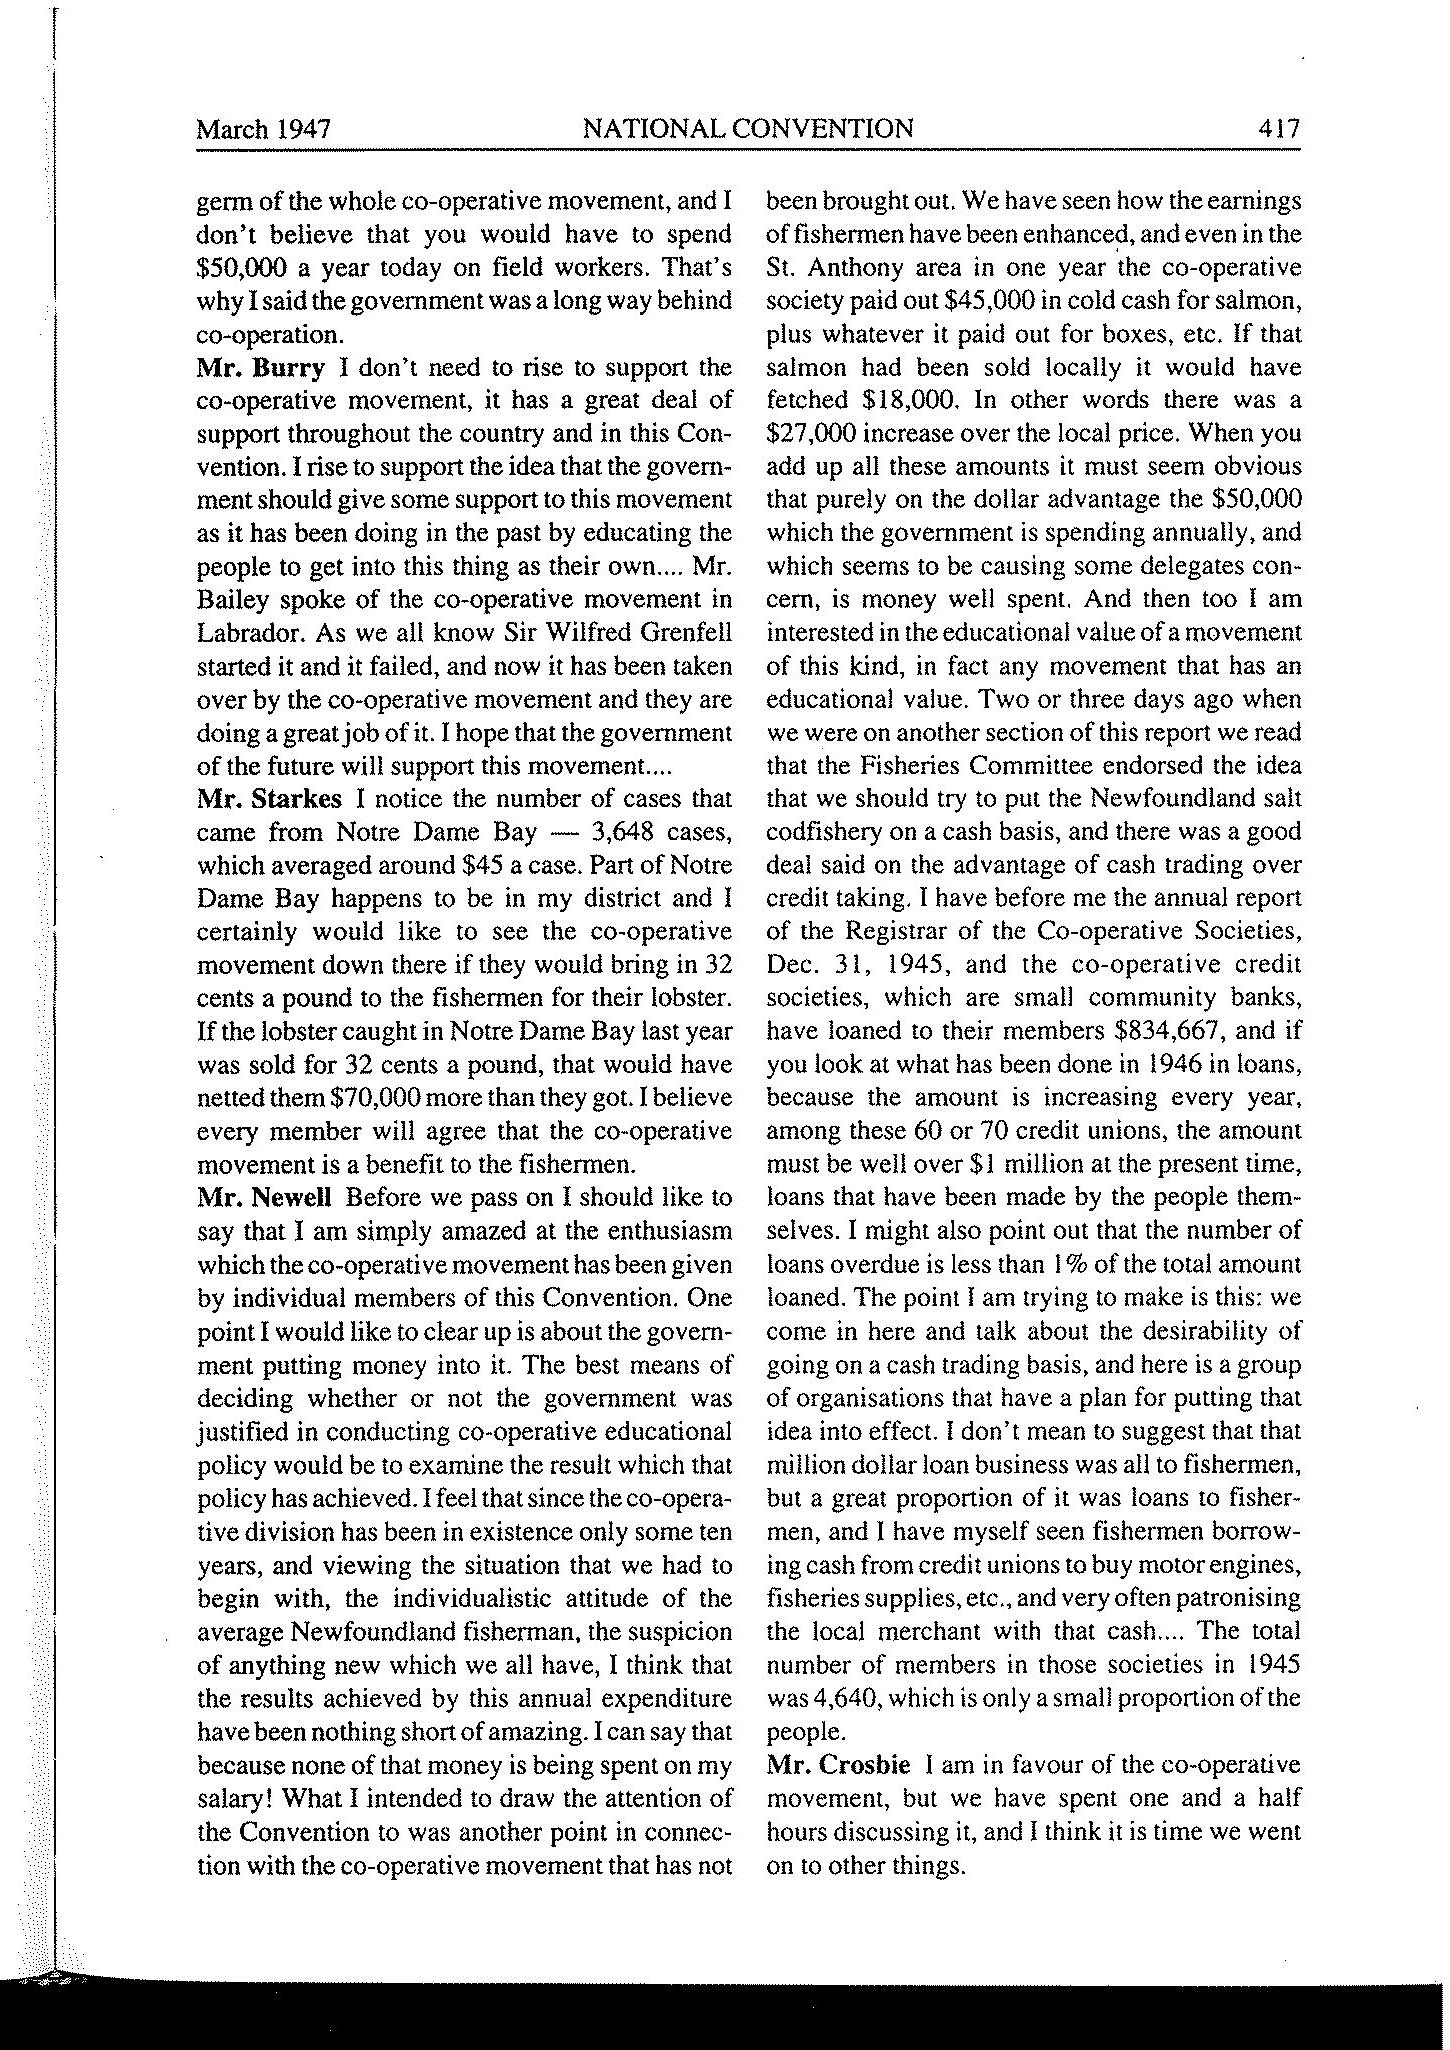 March 1947 NATIONAL CONVENTION 417
germ of the whole co-operative movement, and I
don't believe that you would have to spend
$50,000 a year today on field workers. That's
why I said the government was a long way behind
co-operation.
Mr. Burry I don't need to rise to support the
co-operative movement, it has a great deal of
support throughout the country and in this Con-
vention. I rise to support the idea that the govern-
ment should give some support to this movement
as it has been doing in the past by educating the
people to get into this thing as their own.... Mr.
Bailey spoke of the co-operative movement in
Labrador. As we all know Sir Wilfred Grenfell
started it and it failed, and now it has been taken
over by the co-operative movement and they are
doing a great job of it. I hope that the government
of the future will support this movement....
Mr. Starkes I notice the number of cases that
came from Notre Dame Bay — 3,648 cases,
which averaged around $45 a case. Part of Notre
Dame Bay happens to be in my district and I
certainly would like to see the co-operative
movement down there if they would bring in 32
cents a pound to the fishermen for their lobster.
If the lobster caught in Notre Dame Bay last year
was sold for 32 cents a pound, that would have
netted them $70,000 more than they got. I believe
every member will agree that the co-operative
movement is a benefit to the fishermen.
Mr. Newell Before we pass on I should like to
say that I am simply amazed at the enthusiasm
which the co-operative movement has been given
by individual members of this Convention. One
point I would like to clear up is about the govern-
ment putting money into it. The best means of
deciding whether or not the government was
justified in conducting co-operative educational
policy would be to examine the result which that
policy has achieved. I feel that since the co-opera-
tive division has been in existence only some ten
years, and viewing the situation that we had to
begin with, the individualistic attitude of the
average Newfoundland fisherman, the suspicion
of anything new which we all have, I think that
the results achieved by this annual expenditure
have been nothing short of amazing. I can say that
because none of that money is being spent on my
salary! What I intended to draw the attention of
the Convention to was another point in connec-
tion with the co-operative movement that has not
been brought out. We have seen how the earnings
of fishermen have been enhanced, and even in the
St. Anthony area in one year the co-operative
society paid out $45,000 in cold cash for salmon,
plus whatever it paid out for boxes, etc. If that
salmon had been sold locally it would have
fetched $18,000. In other words there was a
$27,000 increase over the local price. When you
add up all these amounts it must seem obvious
that purely on the dollar advantage the $50,000
which the government is spending annually, and
which seems to be causing some delegates con-
cern, is money well spent. And then too I am
interested in the educational value of a movement
of this kind, in fact any movement that has an
educational value. Two or three days ago when
we were on another section of this report we read
that the Fisheries Committee endorsed the idea
that we should try to put the Newfoundland salt
codfishery on a cash basis, and there was a good
deal said on the advantage of cash trading over
credit taking. I have before me the annual report
of the Registrar of the Co-operative Societies,
Dec. 31, 1945, and the co-operative credit
societies, which are small community banks,
have loaned to their members $834,667, and if
you look at what has been done in 1946 in loans,
because the amount is increasing every year,
among these 60 or 70 credit unions, the amount
must be well over $1 million at the present time,
loans that have been made by the people them-
selves. I might also point out that the number of
loans overdue is less than 1% of the total amount
loaned. The point I am trying to make is this: we
come in here and talk about the desirability of
going on a cash trading basis, and here is a group
of organisations that have a plan for putting that
idea into effect. I don't mean to suggest that that
million dollar loan business was all to fishermen,
but a great proportion of it was loans to fisher-
men, and I have myself seen fishermen borrow-
ing cash from credit unions to buy motor engines,
fisheries supplies, etc., and very often patronising
the local merchant with that cash.... The total
number of members in those societies in 1945
was 4,640, which is only a small proportion of the
people.
Mr. Crosbie I am in favour of the co-operative
movement, but we have spent one and a half
hours discussing it, and I think it is time we went
on to other things.